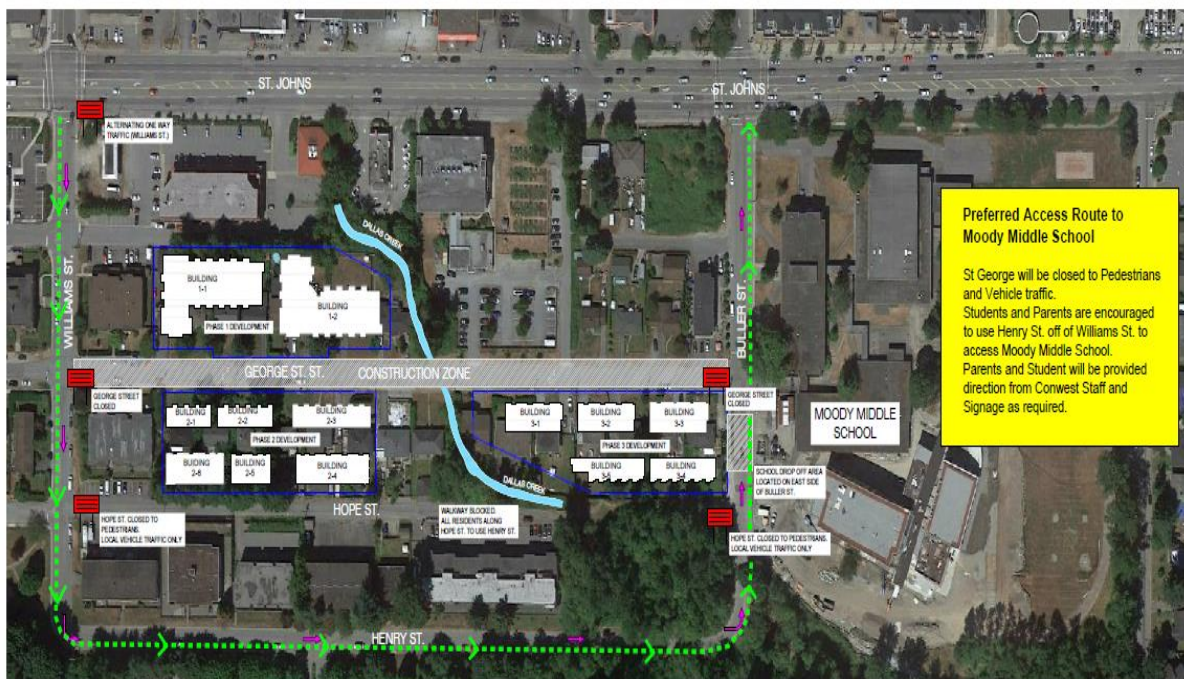 ST. JOHNS
ST. JOHNS
ALTERNATING ONE WAY
TRAFFIC (WILLIAMS ST.)
WILLIAMS ST.
DALLAS CREEK
BUILDING
1-1
BUILDING
1-2
PHASE 1 DEVELOPMENT
BULLER ST.
Preferred Access Route to
Moody Middle School
St George will be closed to Pedestrians
and Vehicle traffic.
Students and Parents are encouraged
to use Henry St. off of Williams St. to
access Moody Middle School.
Parents and Student will be provided
direction from Conwest Staff and
Signage as required.
GEORGE ST. ST.
CONSTRUCTION ZONE
GEORGE STREET
CLOSED
GEORGE STREET
CLOSED
BUILDING
2-1
BUILDING
2-2
BUILDING
2-3
PHASE 2 DEVELOPMENT
BUILDING
2-6
BUILDING
2-5
BUILDING
2-4
BUILDING
3-1
BUILDING
3-2
BUILDING
3-3
PHASE 3 DEVELOPMENT
BUILDING
3-5
BUILDING
3-4
MOODY MIDDLE
SCHOOL
SCHOOL DROP OFF AREA
LOCATED ON EAST SIDE
OF BULLER ST.
DALLAS CREEK
HOPE ST.
WALKWAY BLOCKED.
ALL RESIDENTS ALONG
HOPE ST. TO USE HENRY ST.
HOPE ST. CLOSED TO
PEDESTRIANS.
LOCAL VEHICLE TRAFFIC ONLY
HOPE ST. CLOSED TO PEDESTRIANS.
LOCAL VEHICLE TRAFFIC ONLY
HENRY ST.